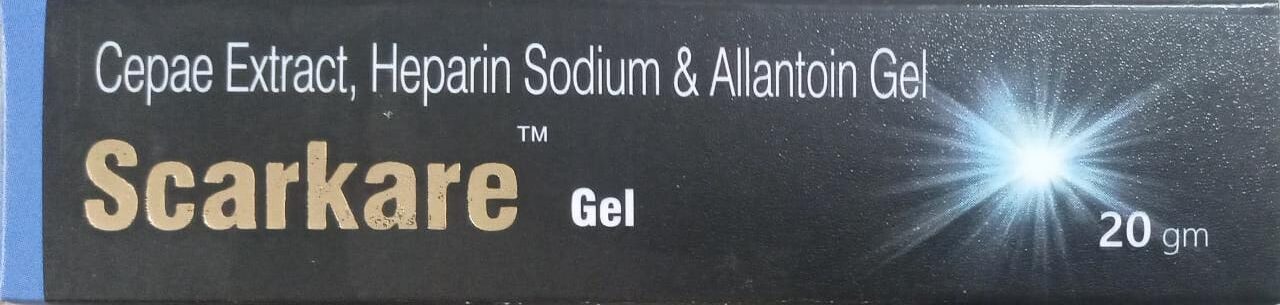 Cepae Extract, Heparin Sodium & Allantoin Gel
Scarkare™ Gel
20 gm